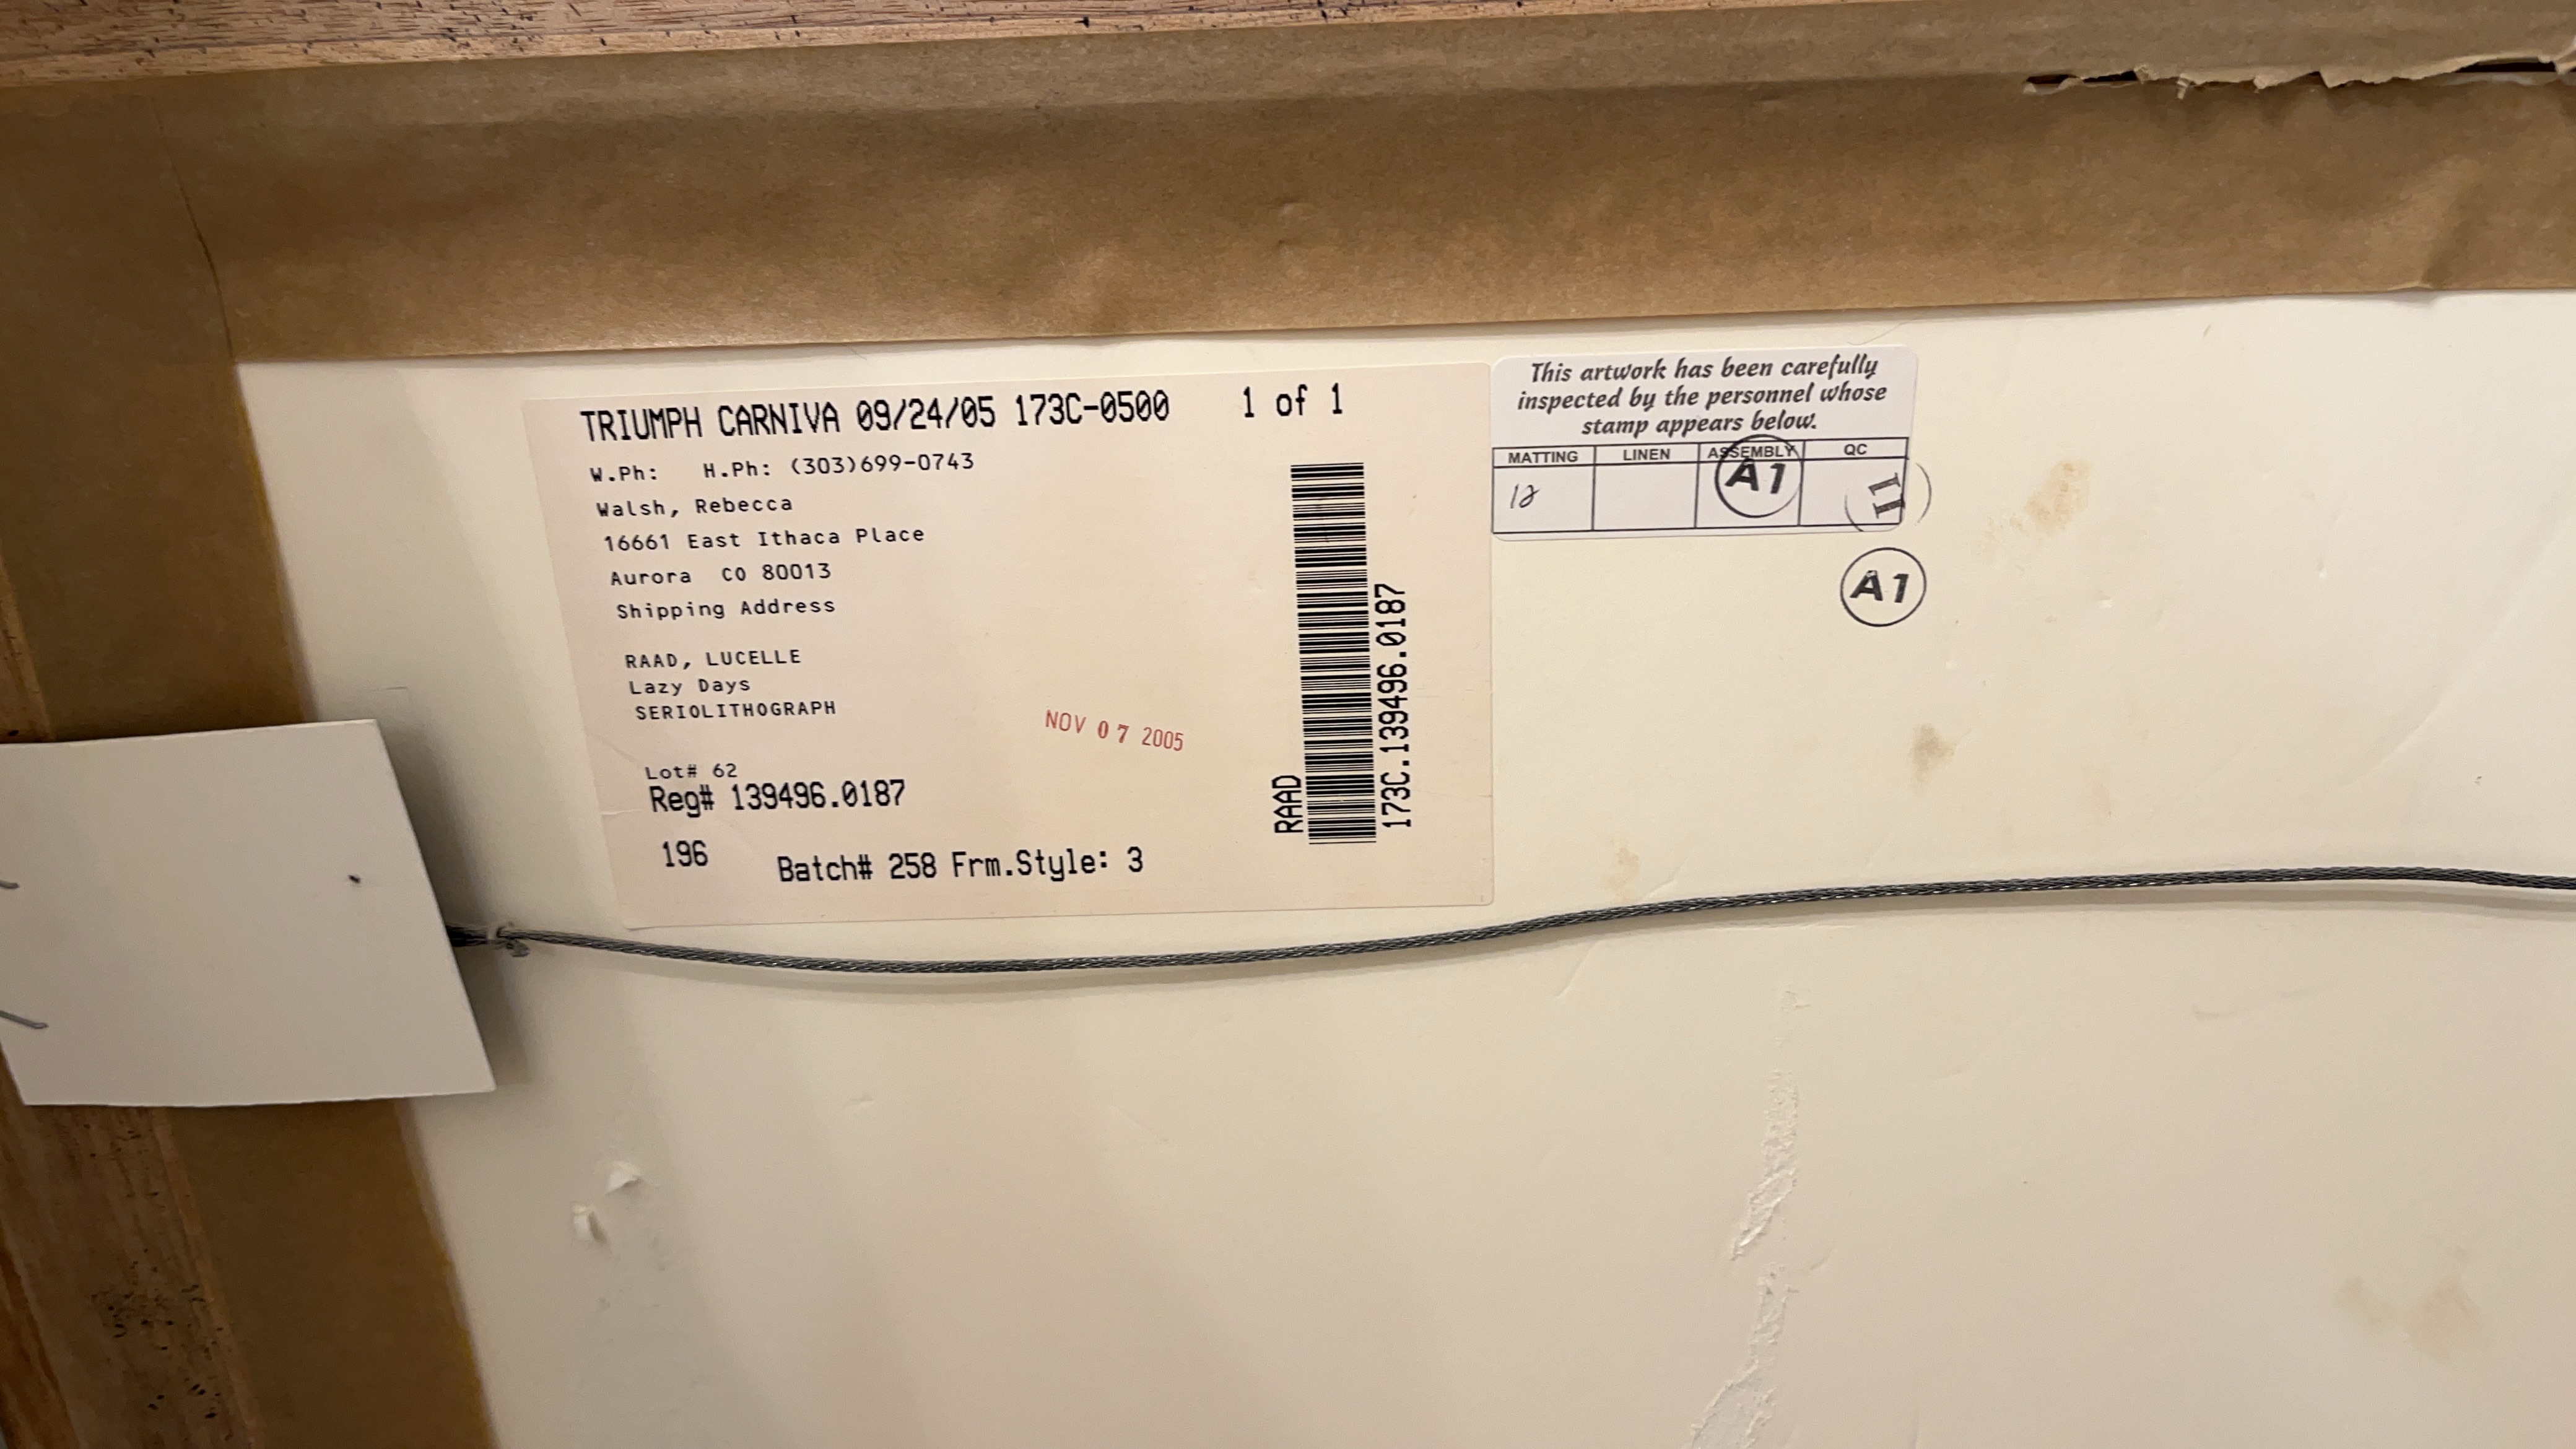 TRIUMPH CARNIVA 09/24/05 173C-0500 1 of 1
W.Ph: H.Ph: (303)699-0743
Walsh, Rebecca
16661 East Ithaca Place
Aurora CO 80013
Shipping Address
RAAD, LUCELLE
Lazy Days
SERIOLITHOGRAPH
NOV 07 2005
Lot# 62
Reg# 139496.0187
196 Batch# 258 Frm.Style: 3
RAAD
173C.139496.0187
This artwork has been carefully
inspected by the personnel whose
stamp appears below.
MATTING LINEN ASSEMBLY QC
12 A1 11
A1